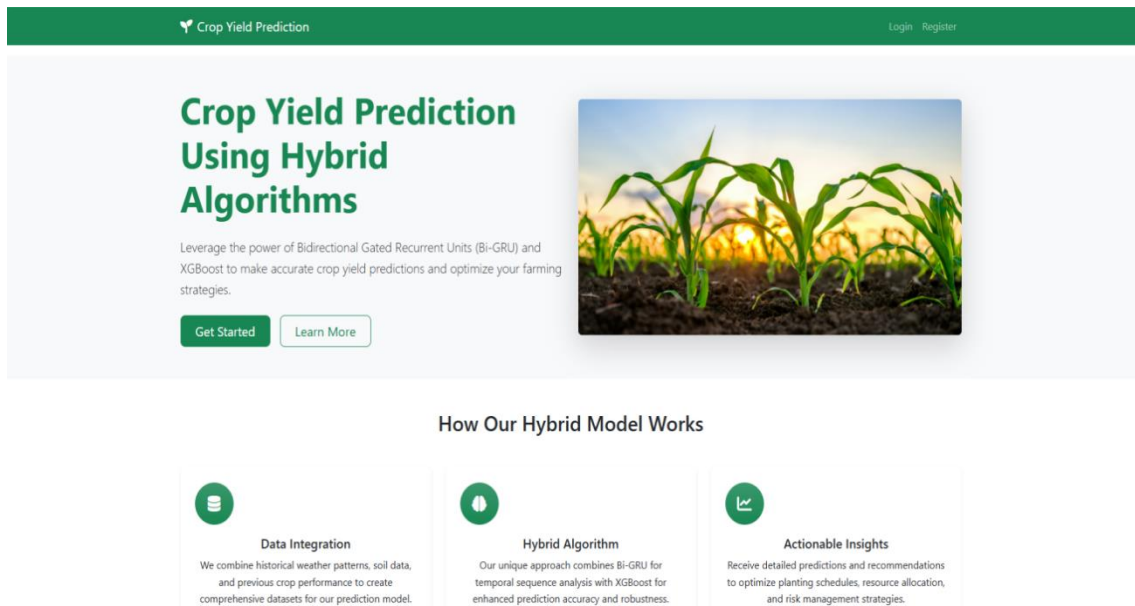 Crop Yield Prediction
Login Register
Crop Yield Prediction
Using Hybrid
Algorithms
Leverage the power of Bidirectional Gated Recurrent Units (Bi-GRU) and
XGBoost to make accurate crop yield predictions and optimize your farming
strategies.
Get Started
Learn More
How Our Hybrid Model Works
Data Integration
We combine historical weather patterns, soil data,
and previous crop performance to create
comprehensive datasets for our prediction model.
Hybrid Algorithm
Our unique approach combines Bi-GRU for
temporal sequence analysis with XGBoost for
enhanced prediction accuracy and robustness.
Actionable Insights
Receive detailed predictions and recommendations
to optimize planting schedules, resource allocation,
and risk management strategies.